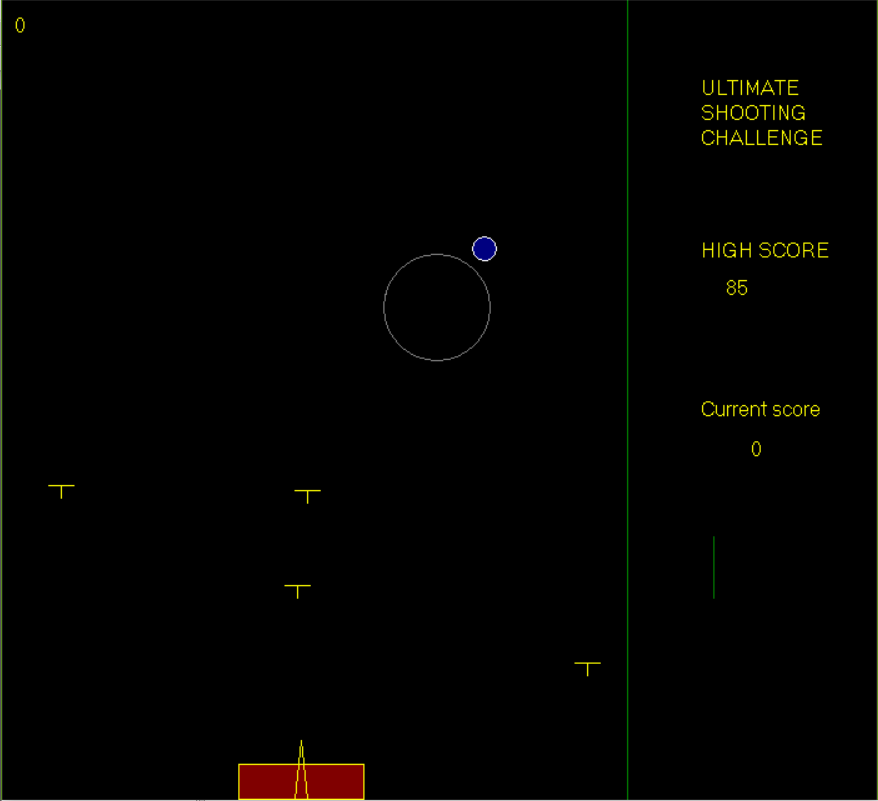 0
ULTIMATE
SHOOTING
CHALLENGE
HIGH SCORE
85
Current score
0